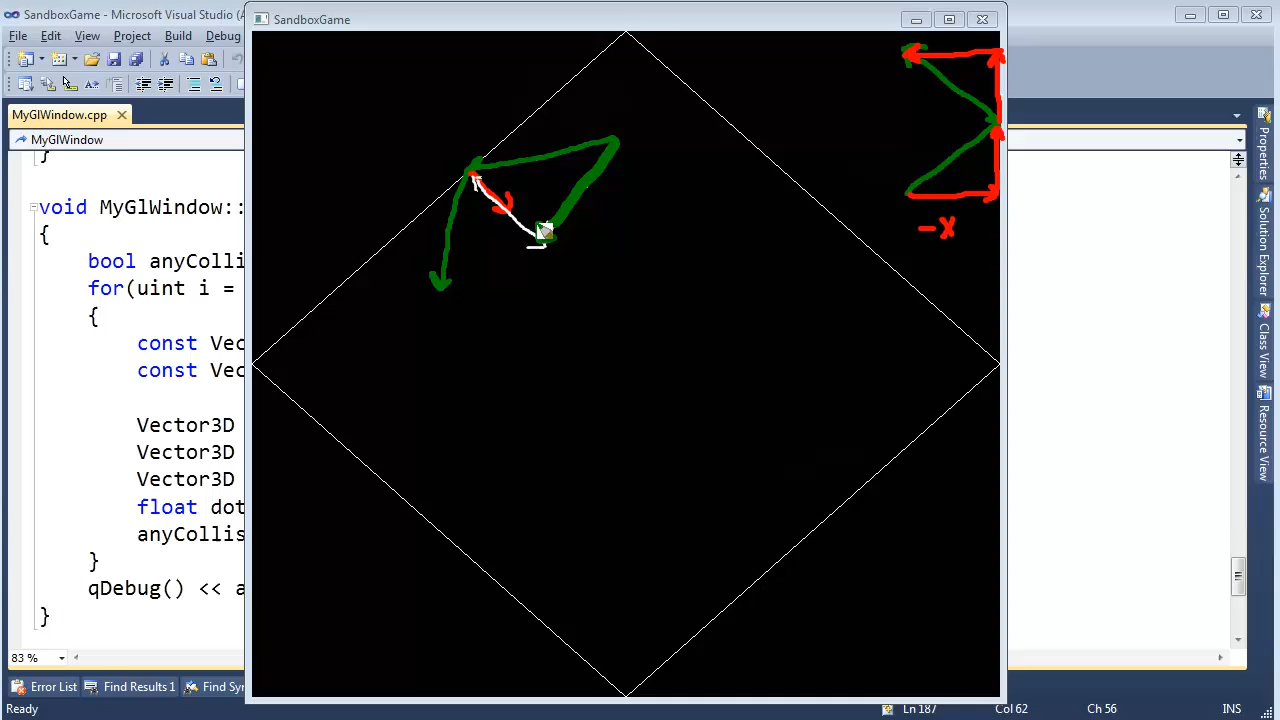 SandboxGame - Microsoft Visual Studio (A
SandboxGame
File Edit View Project Build Debug
MyGlWindow.cpp
MyGlWindow
}
void MyGlWindow::
{
bool anyCollis
for(uint i =
{
const Vec
const Vec
Vector3D
Vector3D
Vector3D
float dot
anyCollis
}
qDebug() << a
}
-x
Properties
Solution Explorer
Class View
Resource View
83 %
Error List Find Results 1 Find Sy
Ready Ln 187 Col 62 Ch 56 INS